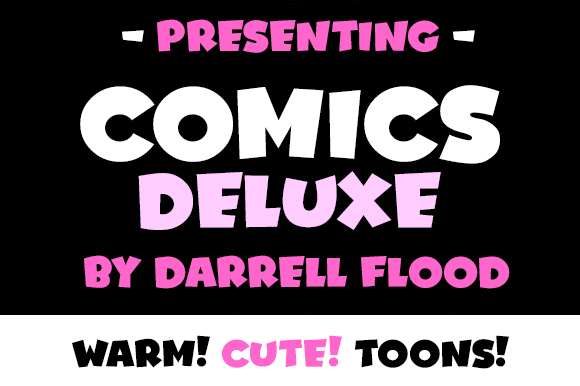 - PRESENTING -
COMICS
DELUXE
BY DARRELL FLOOD
WARM! CUTE! TOONS!